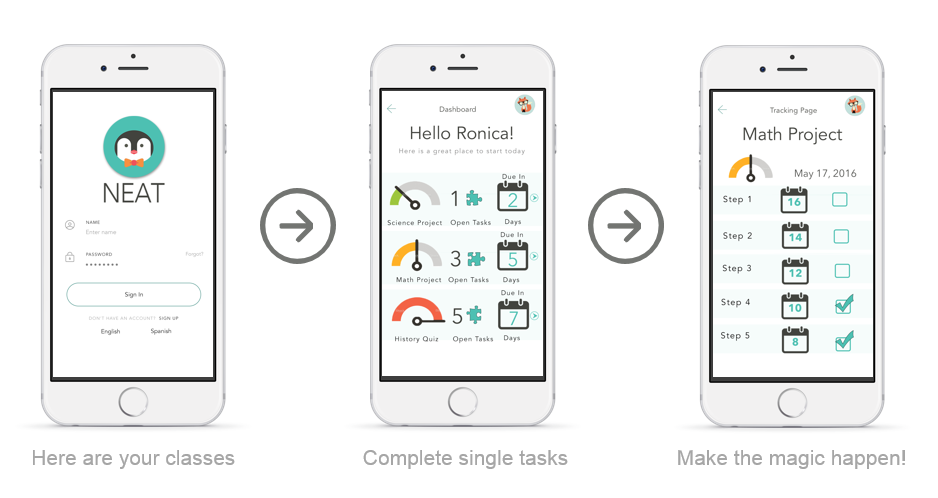 NEAT
NAME
Enter name
PASSWORD
Forgot?
Sign In
DON'T HAVE AN ACCOUNT? SIGN UP
English Spanish
Here are your classes
Dashboard
Hello Ronica!
Here is a great place to start today
Due In
1 2
Science Project Open Tasks Days
Due In
3 5
Math Project Open Tasks Days
Due In
5 7
History Quiz Open Tasks Days
Complete single tasks
Tracking Page
Math Project
May 17, 2016
Step 1 16
Step 2 14
Step 3 12
Step 4 10
Step 5 8
Make the magic happen!